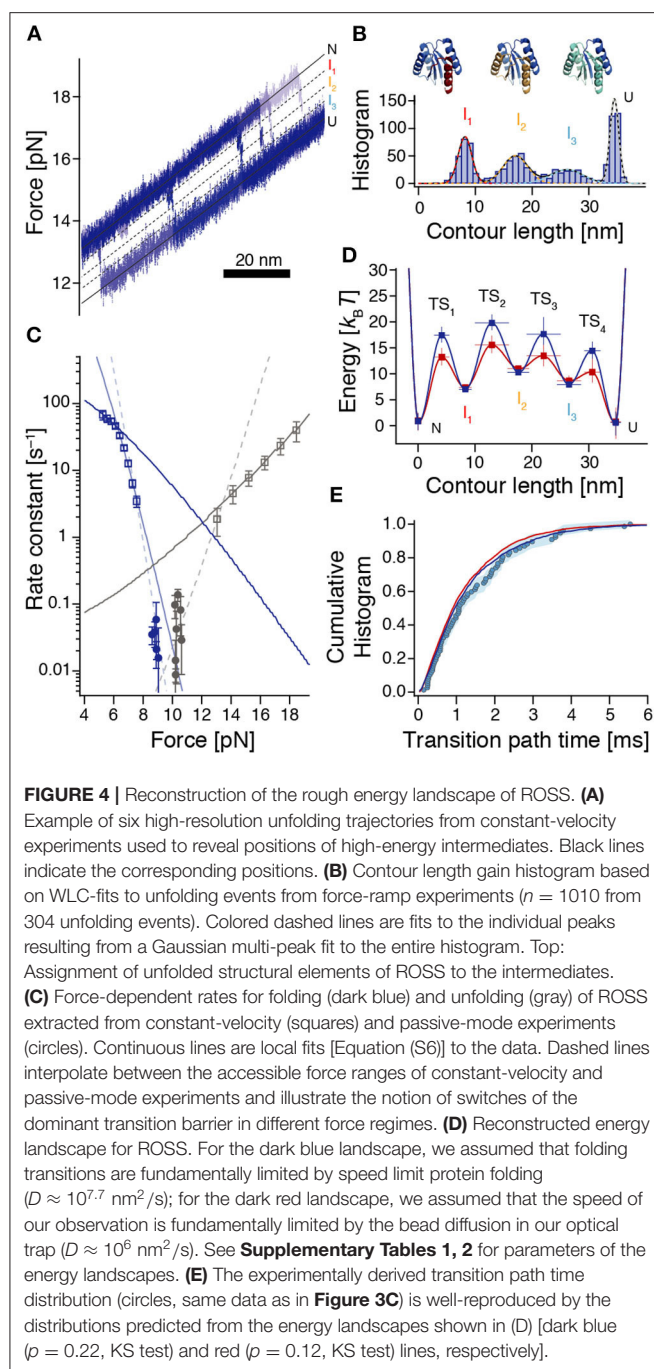 A
Force [pN]
18
16
14
12
N
I1
I2
I3
U
20 nm
B
Histogram
150
100
50
0
I1
I2
I3
U
0 10 20 30
Contour length [nm]
C
Rate constant [s−1]
100
10
1
0.1
0.01
4 6 8 10 12 14 16 18
Force [pN]
D
Energy [kBT]
30
25
20
15
10
5
0
TS1
TS2
TS3
TS4
N
I1
I2
I3
U
0 10 20 30
Contour length [nm]
E
Cumulative
Histogram
1.0
0.8
0.6
0.4
0.2
0.0
0 1 2 3 4 5 6
Transition path time [ms]
FIGURE 4 | Reconstruction of the rough energy landscape of ROSS. (A)
Example of six high-resolution unfolding trajectories from constant-velocity
experiments used to reveal positions of high-energy intermediates. Black lines
indicate the corresponding positions. (B) Contour length gain histogram based
on WLC-fits to unfolding events from force-ramp experiments (n = 1010 from
304 unfolding events). Colored dashed lines are fits to the individual peaks
resulting from a Gaussian multi-peak fit to the entire histogram. Top:
Assignment of unfolded structural elements of ROSS to the intermediates.
(C) Force-dependent rates for folding (dark blue) and unfolding (gray) of ROSS
extracted from constant-velocity (squares) and passive-mode experiments
(circles). Continuous lines are local fits [Equation (S6)] to the data. Dashed lines
interpolate between the accessible force ranges of constant-velocity and
passive-mode experiments and illustrate the notion of switches of the
dominant transition barrier in different force regimes. (D) Reconstructed energy
landscape for ROSS. For the dark blue landscape, we assumed that folding
transitions are fundamentally limited by speed limit protein folding
(D ≈ 10^7.7 nm²/s); for the dark red landscape, we assumed that the speed of
our observation is fundamentally limited by the bead diffusion in our optical
trap (D ≈ 10⁶ nm²/s). See Supplementary Tables 1, 2 for parameters of the
energy landscapes. (E) The experimentally derived transition path time
distribution (circles, same data as in Figure 3C) is well-reproduced by the
distributions predicted from the energy landscapes shown in (D) [dark blue
(p = 0.22, KS test) and red (p = 0.12, KS test) lines, respectively].